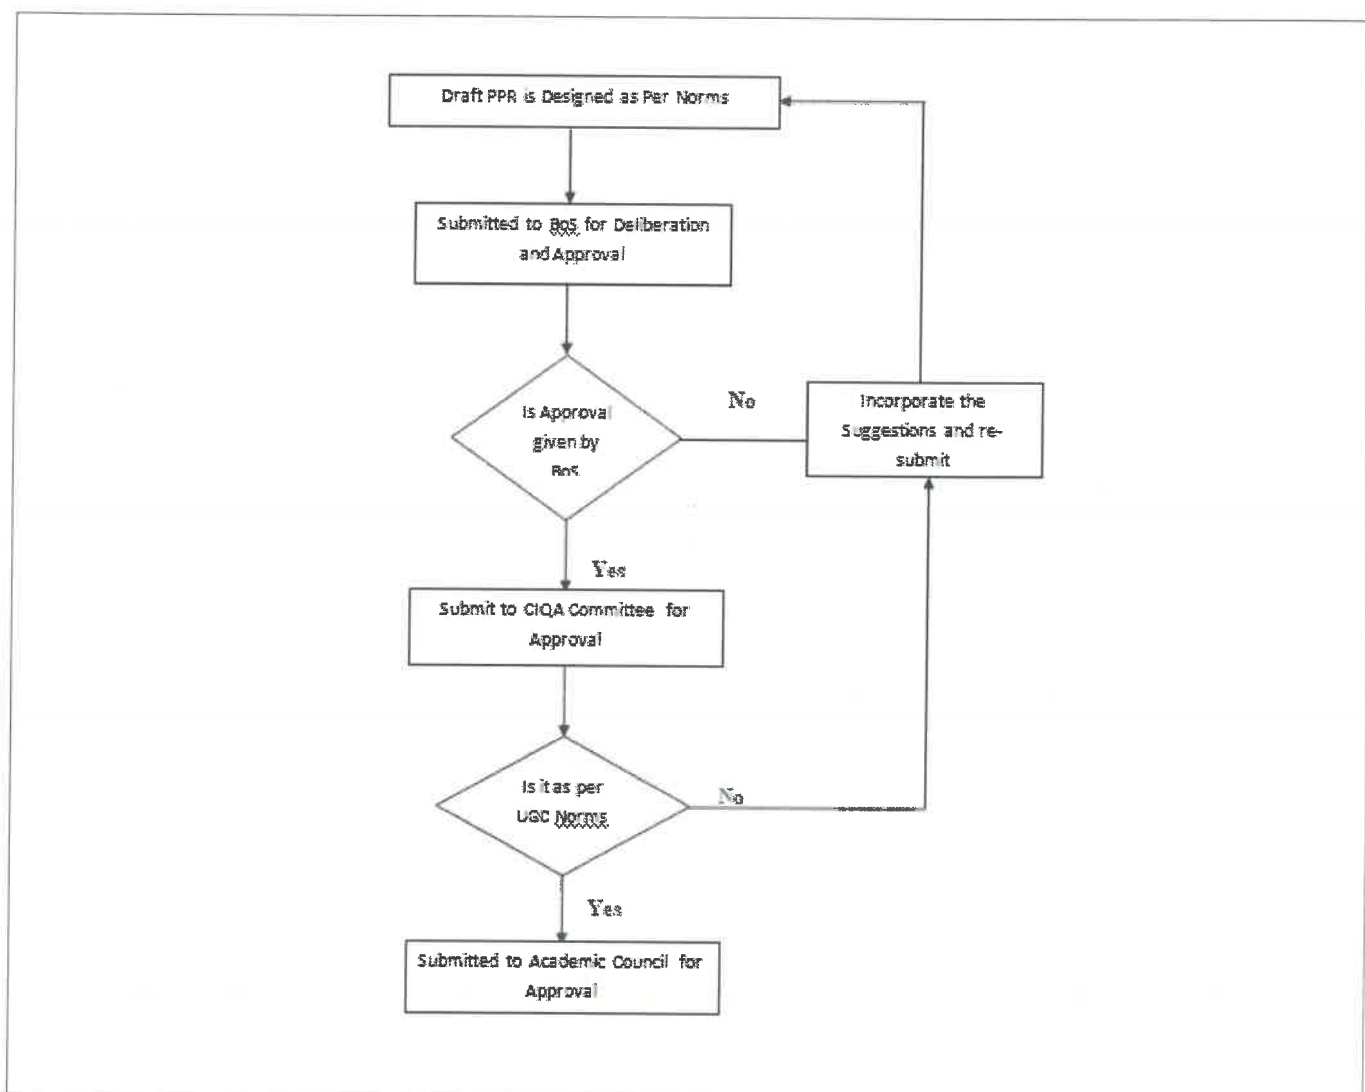 Draft PPR is Designed as Per Norms
Submitted to BoS for Deliberation
and Approval
Is Approval
given by
BoS
No
Incorporate the
Suggestions and re-
submit
Yes
Submit to CIQA Committee for
Approval
Is it as per
UGC Norms
No
Yes
Submitted to Academic Council for
Approval